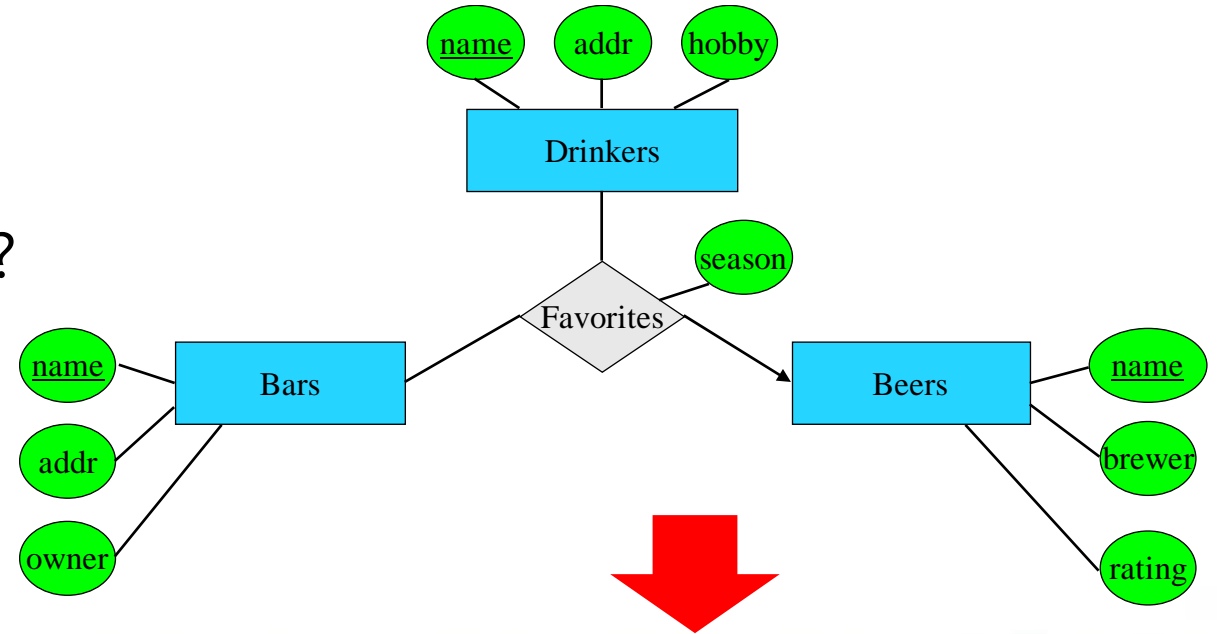 name addr hobby
Drinkers
?
season
Favorites
name
Bars
Beers
name
addr
brewer
owner
rating